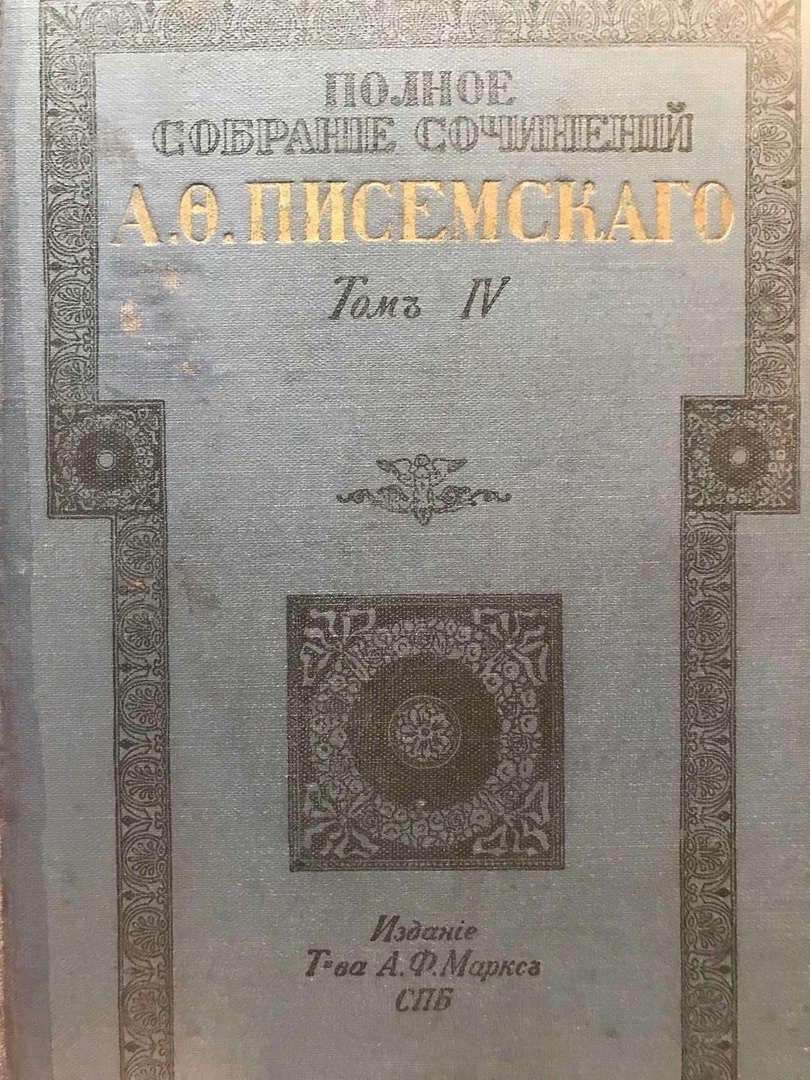 ПОЛНОЕ
СОБРАНІЕ СОЧИНЕНІЙ
А.Ѳ.ПИСЕМСКАГО
Томъ IV
Изданіе
Т-ва А.Ф.Марксъ
СПБ